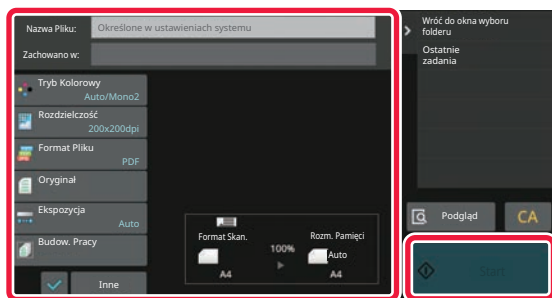 Nazwa Pliku:
Określone w ustawieniach systemu
Zachowano w:
Tryb Kolorowy
Auto/Mono2
Rozdzielczość
200x200dpi
Format Pliku
PDF
Oryginał
Ekspozycja
Auto
Budow. Pracy
Inne
Format Skan.
A4
100%
Rozm. Pamięci
Auto
A4
Wróć do okna wyboru
folderu
Ostatnie
zadania
Podgląd
CA
Start